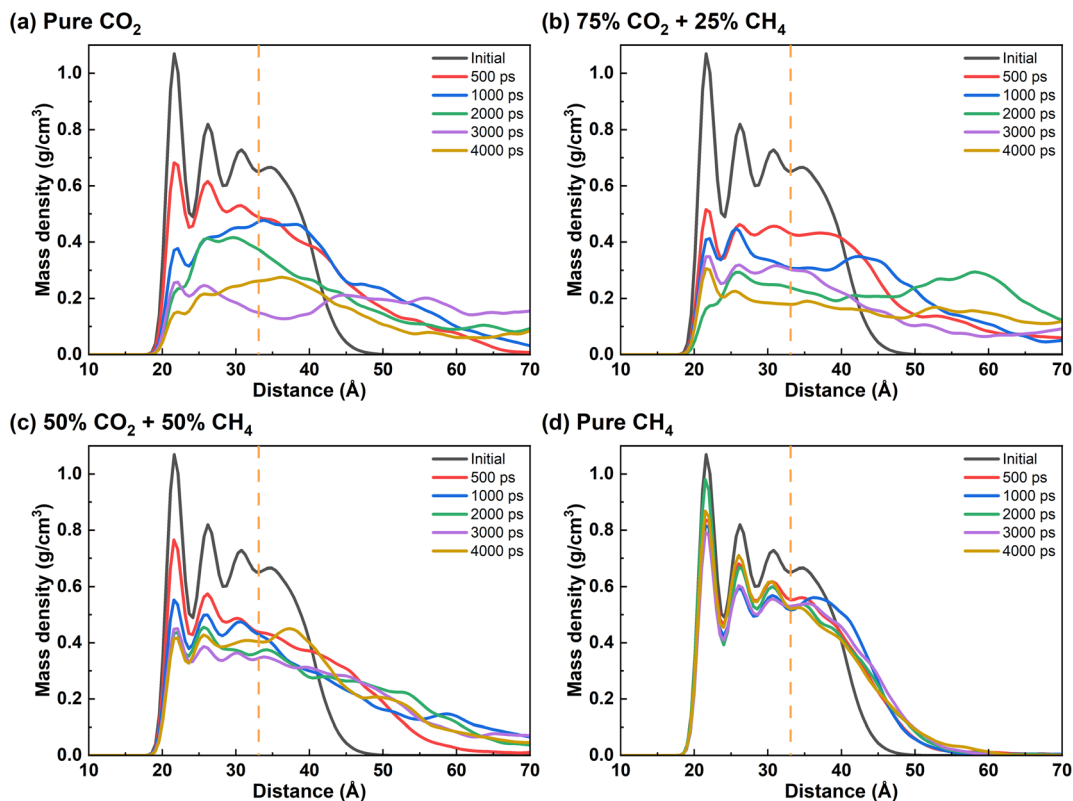 (a) Pure CO₂
Initial
500 ps
1000 ps
2000 ps
3000 ps
4000 ps
Mass density (g/cm³)
1.0
0.8
0.6
0.4
0.2
0.0
10 20 30 40 50 60 70
Distance (Å)
(b) 75% CO₂ + 25% CH₄
Initial
500 ps
1000 ps
2000 ps
3000 ps
4000 ps
Mass density (g/cm³)
1.0
0.8
0.6
0.4
0.2
0.0
10 20 30 40 50 60 70
Distance (Å)
(c) 50% CO₂ + 50% CH₄
Initial
500 ps
1000 ps
2000 ps
3000 ps
4000 ps
Mass density (g/cm³)
1.0
0.8
0.6
0.4
0.2
0.0
10 20 30 40 50 60 70
Distance (Å)
(d) Pure CH₄
Initial
500 ps
1000 ps
2000 ps
3000 ps
4000 ps
Mass density (g/cm³)
1.0
0.8
0.6
0.4
0.2
0.0
10 20 30 40 50 60 70
Distance (Å)